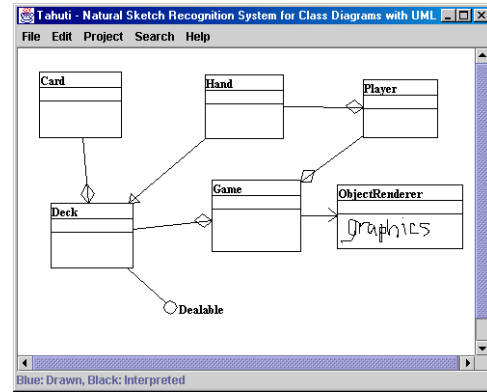 Tahuti - Natural Sketch Recognition System for Class Diagrams with UML
File Edit Project Search Help
Card
Hand
Player
Game
ObjectRenderer
Deck
graphics
Dealable
Blue: Drawn, Black: Interpreted